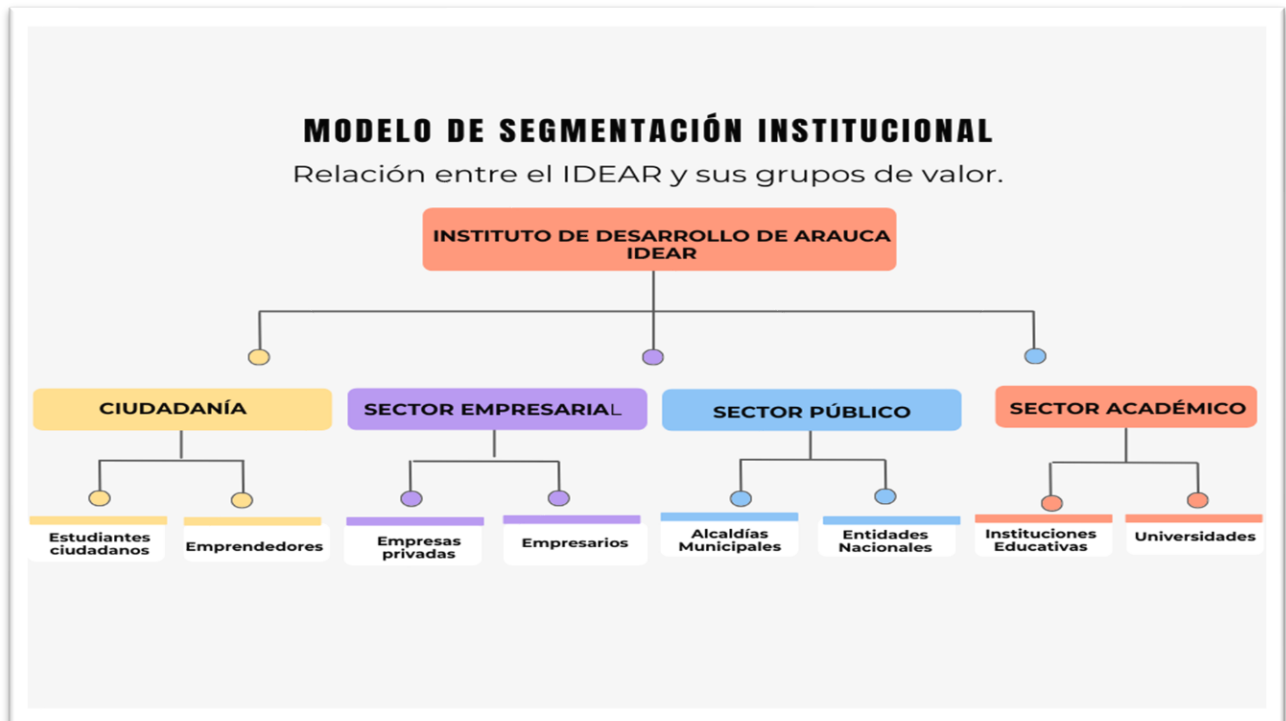 MODELO DE SEGMENTACIÓN INSTITUCIONAL
Relación entre el IDEAR y sus grupos de valor.
INSTITUTO DE DESARROLLO DE ARAUCA
IDEAR
CIUDADANÍA
SECTOR EMPRESARIAL
SECTOR PÚBLICO
SECTOR ACADÉMICO
Estudiantes
ciudadanos
Emprendedores
Empresas
privadas
Empresarios
Alcaldías
Municipales
Entidades
Nacionales
Instituciones
Educativas
Universidades